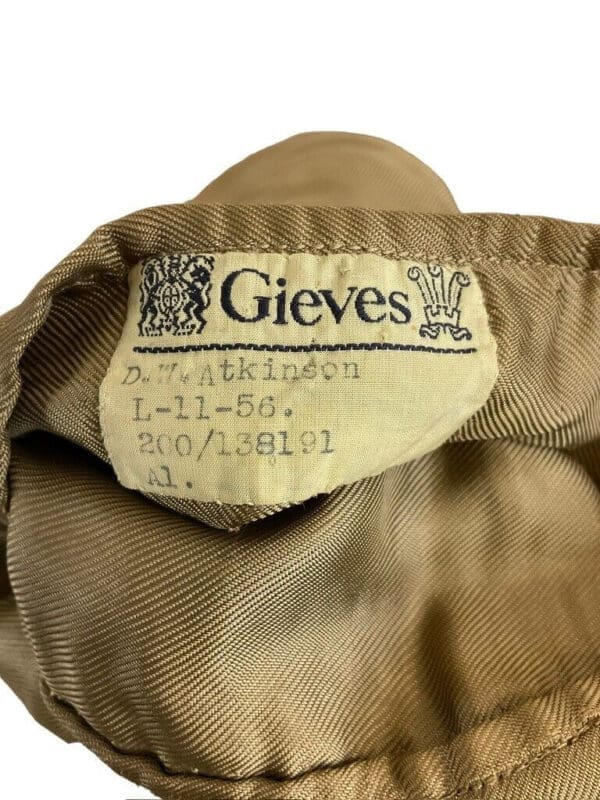 Gieves
D.W. Atkinson
L-11-56.
200/138191
Al.